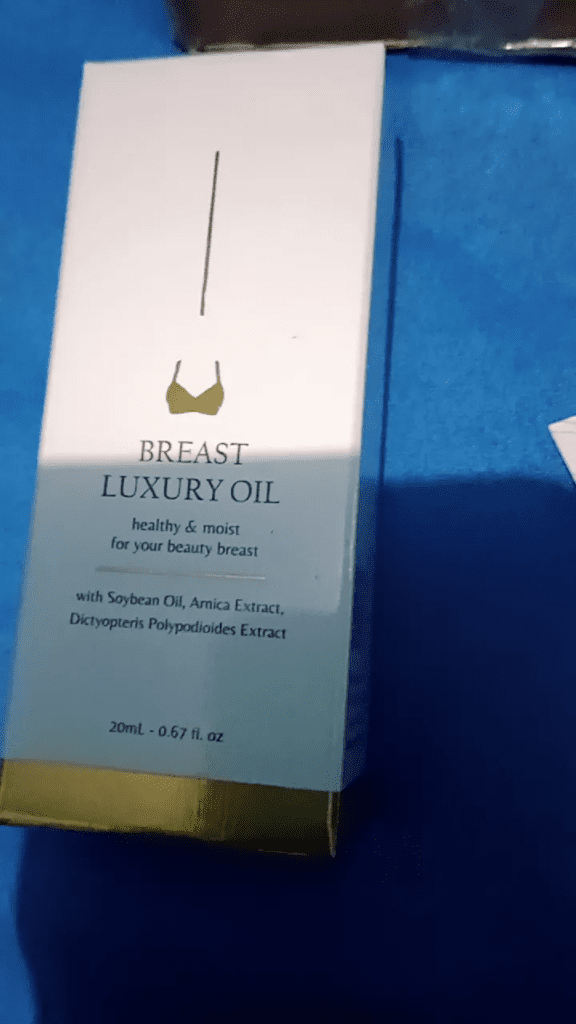 BREAST
LUXURY OIL
healthy & moist
for your beauty breast
with Soybean Oil, Arnica Extract,
Dictyopteris Polypodioides Extract
20mL - 0.67 fl. oz